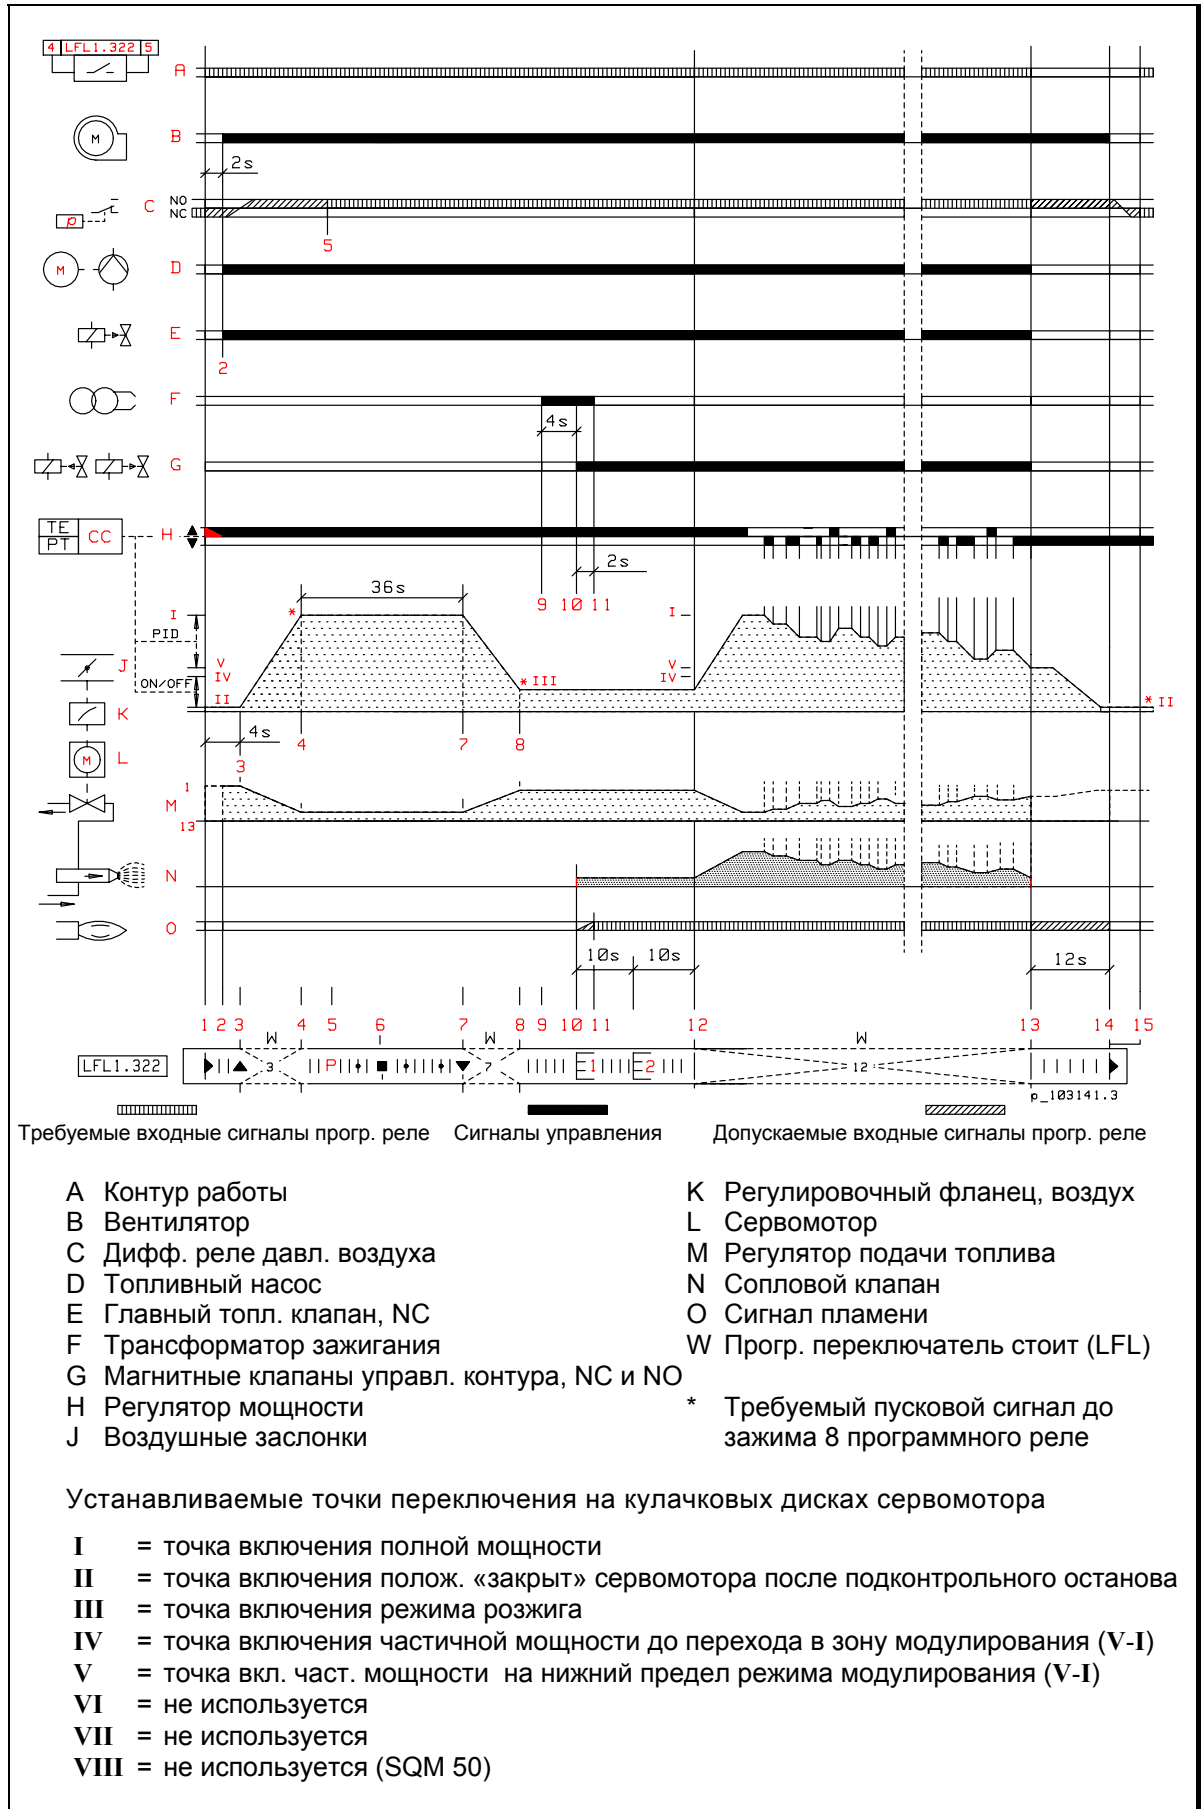 4 LFL1.322 5
A
M
B
2s
NO
C
NC
p
5
M
D
E
2
F
4s
G
TE
PT
CC
H
2s
36s
9 10 11
I
*
I
PID
J
V
IV
* III
V
IV
ON/OFF
II
* II
K
4s
4
7
8
L
M
3
1
M
13
N
O
10s
10s
12s
1 2 3 4 5 6 7 8 9 10 11 12 13 14 15
W
W
W
LFL1.322
3
P
7
1
2
12
p_103141.3
Требуемые входные сигналы прогр. реле
Сигналы управления
Допускаемые входные сигналы прогр. реле
A Контур работы
B Вентилятор
C Дифф. реле давл. воздуха
D Топливный насос
E Главный топл. клапан, NC
F Трансформатор зажигания
G Магнитные клапаны управл. контура, NC и NO
H Регулятор мощности
J Воздушные заслонки
K Регулировочный фланец, воздух
L Сервомотор
M Регулятор подачи топлива
N Сопловой клапан
O Сигнал пламени
W Прогр. переключатель стоит (LFL)
* Требуемый пусковой сигнал до
зажима 8 программного реле
Устанавливаемые точки переключения на кулачковых дисках сервомотора
I = точка включения полной мощности
II = точка включения полож. «закрыт» сервомотора после подконтрольного останова
III = точка включения режима розжига
IV = точка включения частичной мощности до перехода в зону модулирования (V-I)
V = точка вкл. част. мощности на нижний предел режима модулирования (V-I)
VI = не используется
VII = не используется
VIII = не используется (SQM 50)